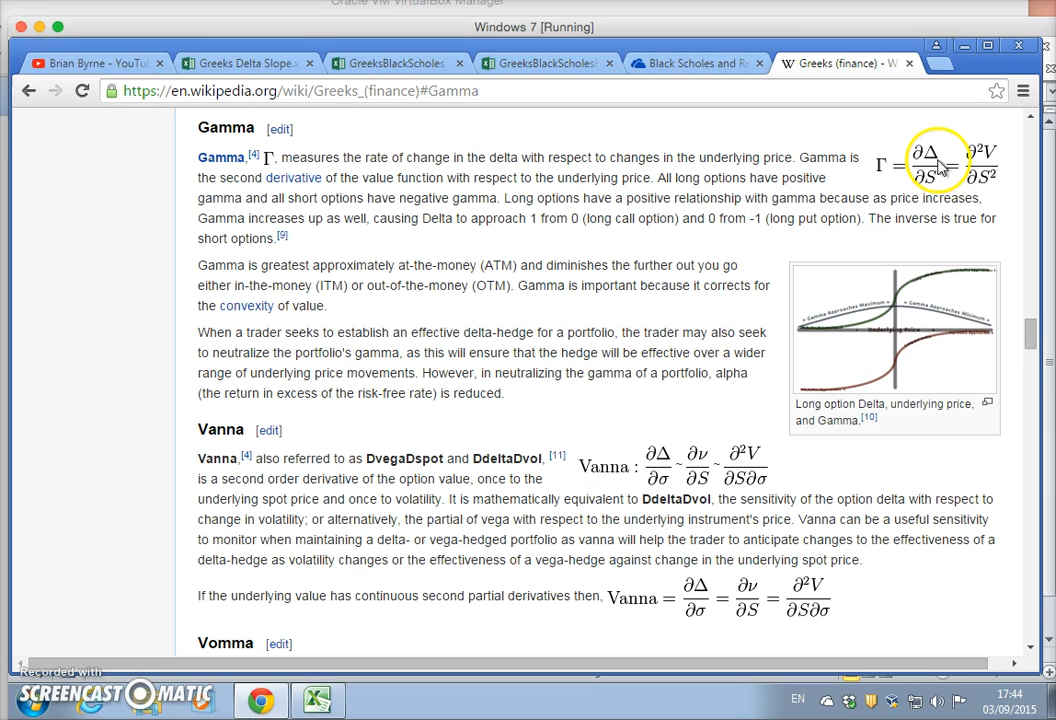 Oracle VM VirtualBox Manager
Windows 7 [Running]
Brian Byrne - YouTu
Greeks Delta Slope.x
GreeksBlackScholes
GreeksBlackScholesH
Black Scholes and Re
W Greeks (finance) - W
https://en.wikipedia.org/wiki/Greeks_(finance)#Gamma
Gamma [edit]
Gamma,[4] Γ, measures the rate of change in the delta with respect to changes in the underlying price. Gamma is
the second derivative of the value function with respect to the underlying price. All long options have positive
gamma and all short options have negative gamma. Long options have a positive relationship with gamma because as price increases,
Gamma increases up as well, causing Delta to approach 1 from 0 (long call option) and 0 from -1 (long put option). The inverse is true for
short options.[9]
Γ = ∂Δ/∂S = ∂²V/∂S²
Gamma is greatest approximately at-the-money (ATM) and diminishes the further out you go
either in-the-money (ITM) or out-of-the-money (OTM). Gamma is important because it corrects for
the convexity of value.
When a trader seeks to establish an effective delta-hedge for a portfolio, the trader may also seek
to neutralize the portfolio's gamma, as this will ensure that the hedge will be effective over a wider
range of underlying price movements. However, in neutralizing the gamma of a portfolio, alpha
(the return in excess of the risk-free rate) is reduced.
Gamma Approaches Maximum > < Gamma Approaches Minimum >
Underlying Price
Long option Delta, underlying price,
and Gamma.[10]
Vanna [edit]
Vanna,[4] also referred to as DvegaDspot and DdeltaDvol, [11]
Vanna : ∂Δ/∂σ ~ ∂ν/∂S ~ ∂²V/∂S∂σ
is a second order derivative of the option value, once to the
underlying spot price and once to volatility. It is mathematically equivalent to DdeltaDvol, the sensitivity of the option delta with respect to
change in volatility; or alternatively, the partial of vega with respect to the underlying instrument's price. Vanna can be a useful sensitivity
to monitor when maintaining a delta- or vega-hedged portfolio as vanna will help the trader to anticipate changes to the effectiveness of a
delta-hedge as volatility changes or the effectiveness of a vega-hedge against change in the underlying spot price.
If the underlying value has continuous second partial derivatives then, Vanna = ∂Δ/∂σ = ∂ν/∂S = ∂²V/∂S∂σ
Vomma [edit]
Recorded with
SCREENCAST-O-MATIC
EN
17:44
03/09/2015